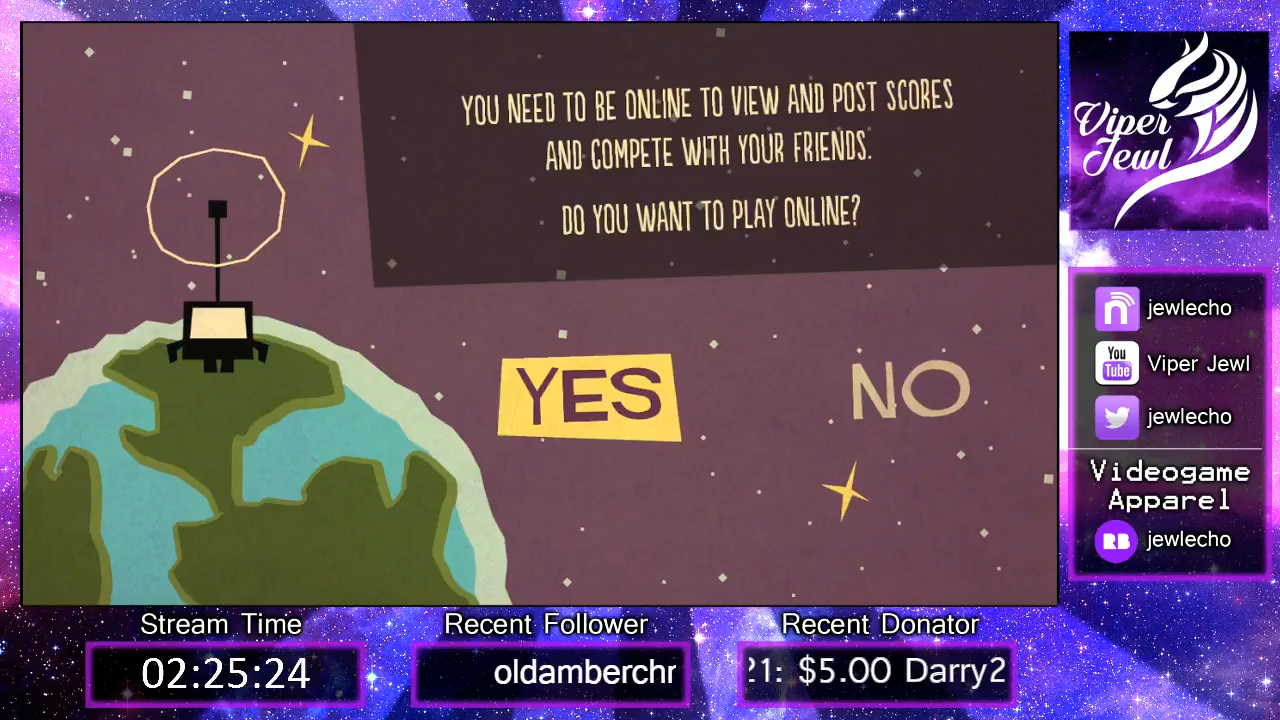 YOU NEED TO BE ONLINE TO VIEW AND POST SCORES
AND COMPETE WITH YOUR FRIENDS.
DO YOU WANT TO PLAY ONLINE?
YES
NO
Viper
Jewl
n jewlecho
You Tube Viper Jewl
jewlecho
Videogame
Apparel
RB jewlecho
Stream Time
02:25:24
Recent Follower
oldamberchr
Recent Donator
21: $5.00 Darry2